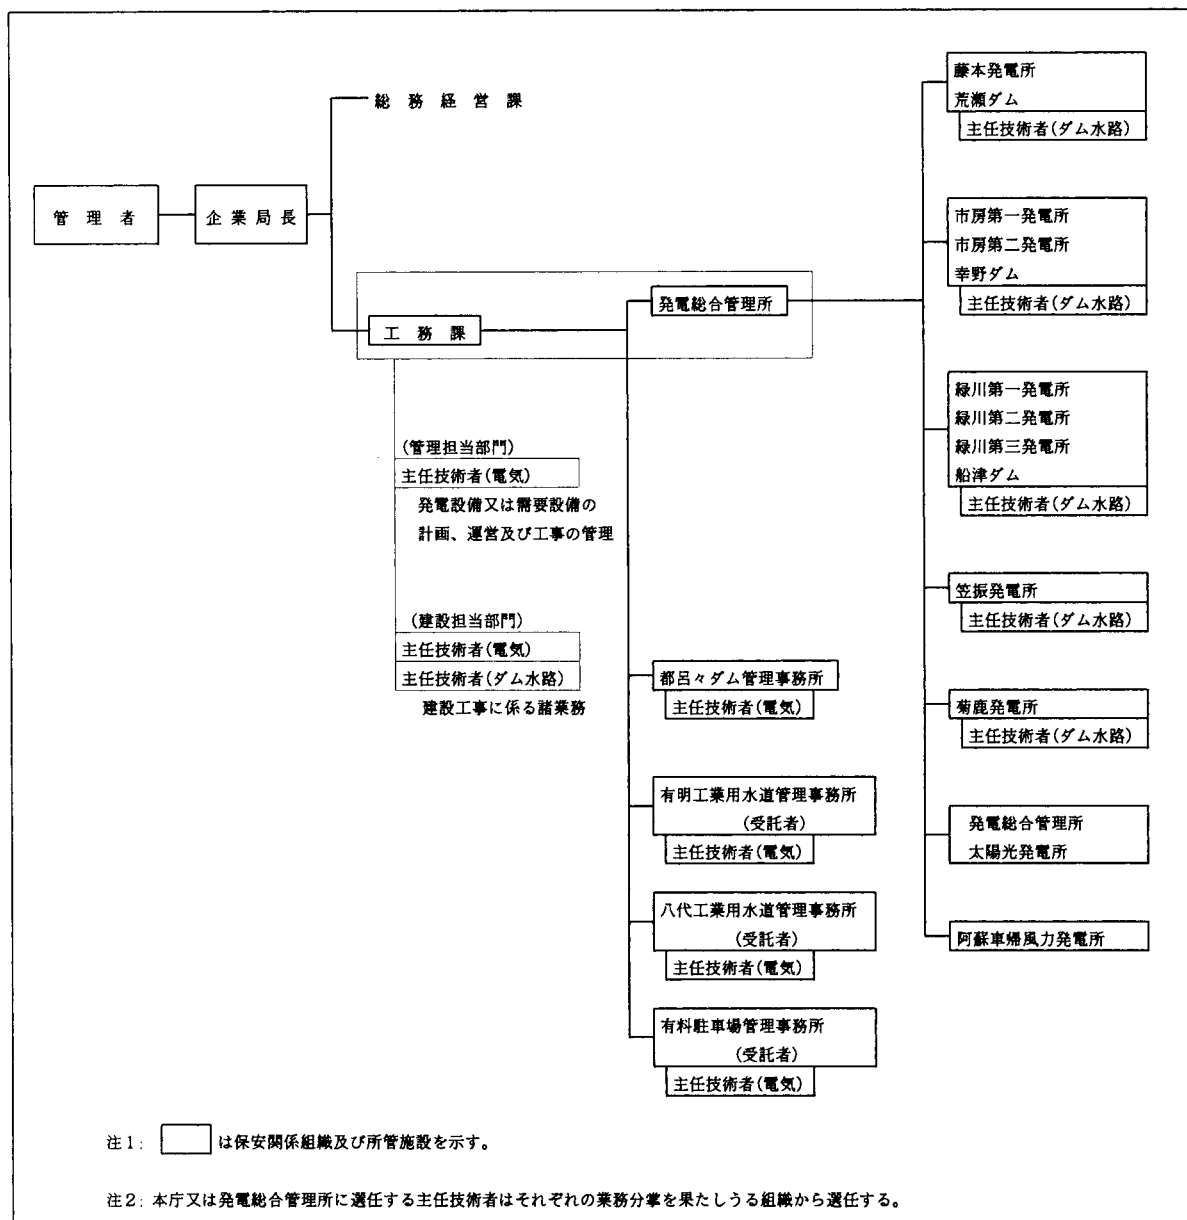 管理者
企業局長
総務経営課
工務課
発電総合管理所
(管理担当部門)
主任技術者(電気)
発電設備又は需要設備の
計画、運営及び工事の管理
(建設担当部門)
主任技術者(電気)
主任技術者(ダム水路)
建設工事に係る諸業務
都呂々ダム管理事務所
主任技術者(電気)
有明工業用水道管理事務所
(受託者)
主任技術者(電気)
八代工業用水道管理事務所
(受託者)
主任技術者(電気)
有料駐車場管理事務所
(受託者)
主任技術者(電気)
藤本発電所
荒瀬ダム
主任技術者(ダム水路)
市房第一発電所
市房第二発電所
幸野ダム
主任技術者(ダム水路)
緑川第一発電所
緑川第二発電所
緑川第三発電所
船津ダム
主任技術者(ダム水路)
笠振発電所
主任技術者(ダム水路)
菊鹿発電所
主任技術者(ダム水路)
発電総合管理所
太陽光発電所
阿蘇車帰風力発電所
注1: は保安関係組織及び所管施設を示す。
注2: 本庁又は発電総合管理所に選任する主任技術者はそれぞれの業務分掌を果たしうる組織から選任する。